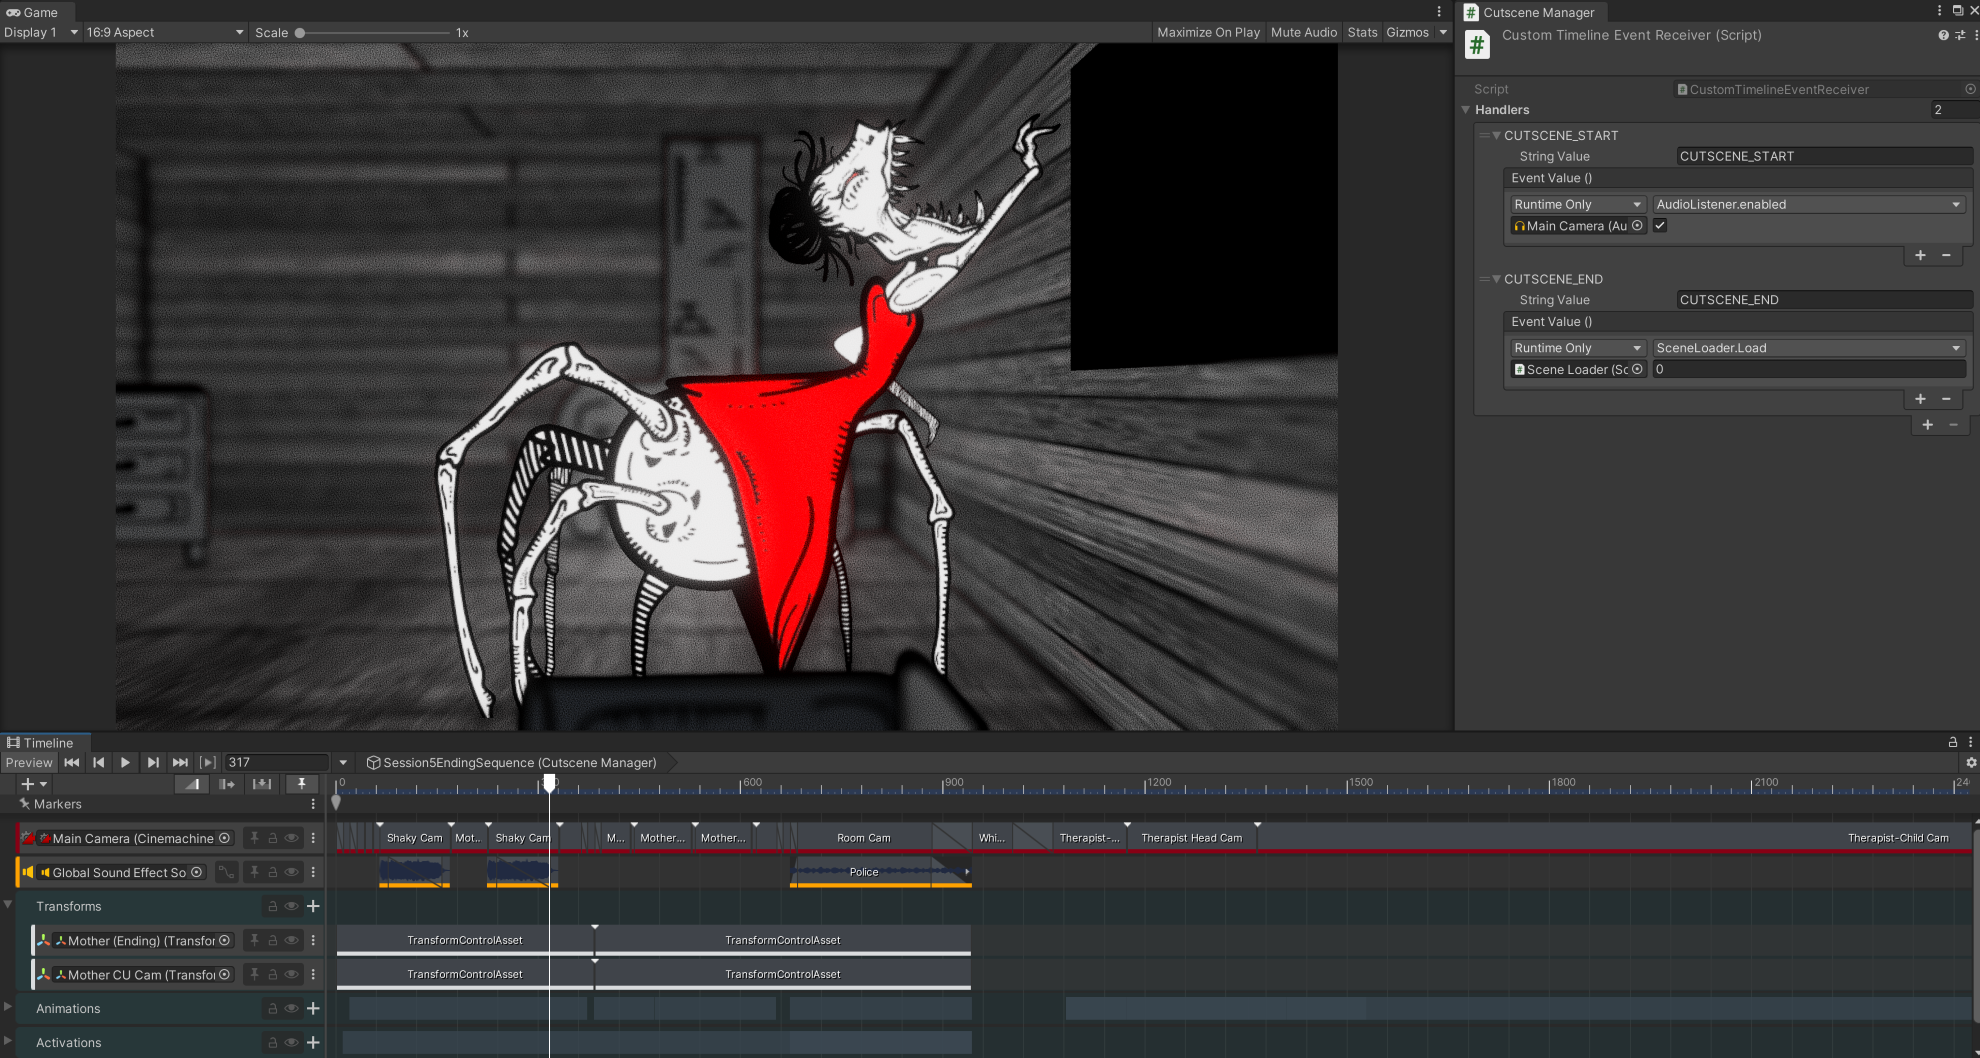 Game
Display 1 16:9 Aspect Scale 1x Maximize On Play Mute Audio Stats Gizmos
Cutscene Manager
Custom Timeline Event Receiver (Script)
Script CustomTimelineEventReceiver
Handlers 2
CUTSCENE_START
String Value CUTSCENE_START
Event Value ()
Runtime Only AudioListener.enabled
Main Camera (Au
CUTSCENE_END
String Value CUTSCENE_END
Event Value ()
Runtime Only SceneLoader.Load
Scene Loader (Sc 0
Timeline
Preview 317 Session5EndingSequence (Cutscene Manager)
0 600 900 1200 1500 1800 2100 24
Markers
Main Camera (Cinemachine Shaky Cam Mot... Shaky Cam M... Mother... Mother... Room Cam Whi... Therapist-... Therapist Head Cam Therapist-Child Cam
Global Sound Effect So Police
Transforms
Mother (Ending) (Transfor TransformControlAsset TransformControlAsset
Mother CU Cam (Transfo TransformControlAsset TransformControlAsset
Animations
Activations